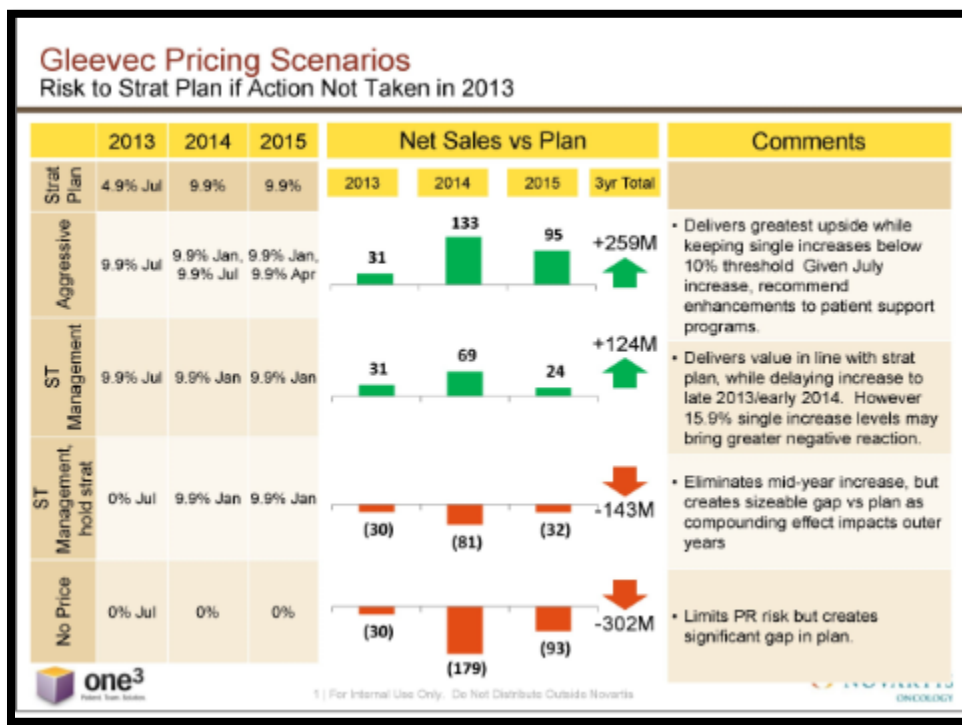 Gleevec Pricing Scenarios
Risk to Strat Plan if Action Not Taken in 2013
2013 2014 2015 Net Sales vs Plan Comments
Strat Plan
4.9% Jul 9.9% 9.9%
2013 2014 2015 3yr Total
Aggressive
9.9% Jul
9.9% Jan, 9.9% Jul
9.9% Jan, 9.9% Apr
31 133 95 +259M
• Delivers greatest upside while
keeping single increases below
10% threshold Given July
increase, recommend
enhancements to patient support
programs.
ST Management
9.9% Jul 9.9% Jan 9.9% Jan
31 69 24 +124M
• Delivers value in line with strat
plan, while delaying increase to
late 2013/early 2014. However
15.9% single increase levels may
bring greater negative reaction.
ST Management, hold strat
0% Jul 9.9% Jan 9.9% Jan
(30) (81) (32) -143M
• Eliminates mid-year increase, but
creates sizeable gap vs plan as
compounding effect impacts outer
years
No Price
0% Jul 0% 0%
(30) (179) (93) -302M
• Limits PR risk but creates
significant gap in plan.
one³
1 | For Internal Use Only. Do Not Distribute Outside Novartis
NOVARTIS
ONCOLOGY